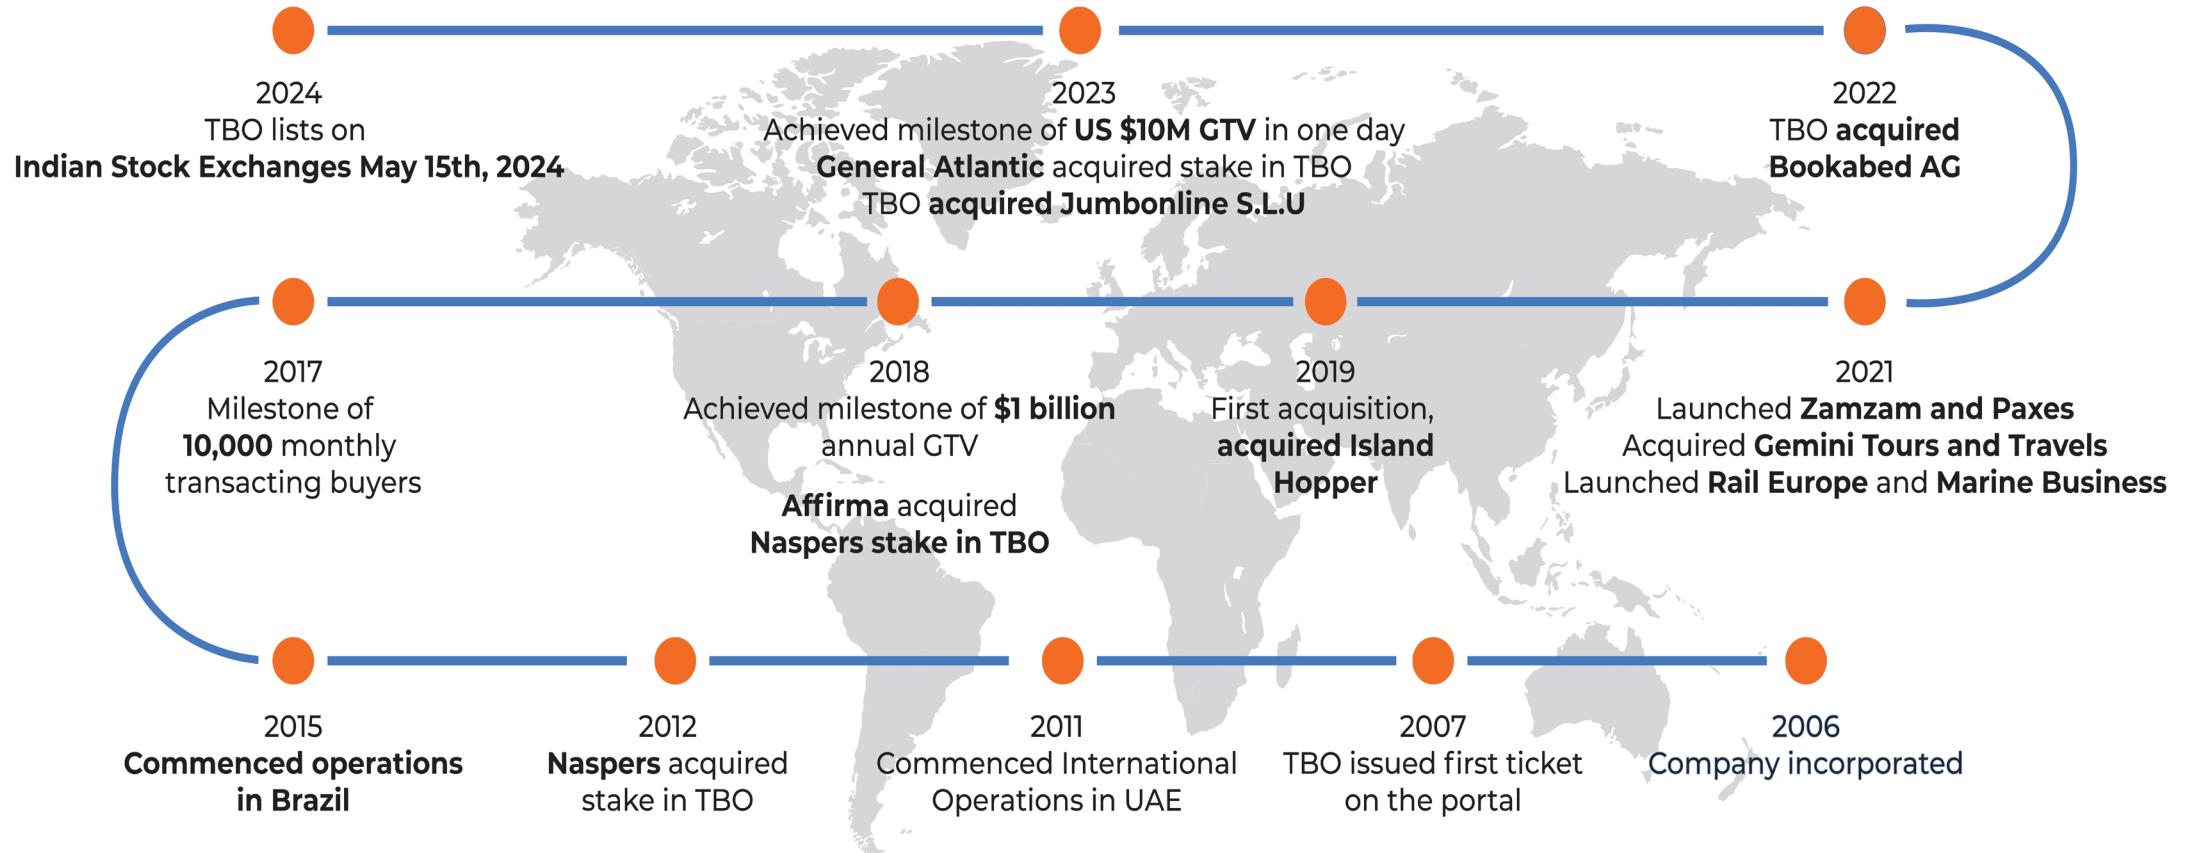 2024
TBO lists on
Indian Stock Exchanges May 15th, 2024
2023
Achieved milestone of US $10M GTV in one day
General Atlantic acquired stake in TBO
TBO acquired Jumbonline S.L.U
2022
TBO acquired
Bookabed AG
2017
Milestone of
10,000 monthly
transacting buyers
2018
Achieved milestone of $1 billion
annual GTV
Affirma acquired
Naspers stake in TBO
2019
First acquisition,
acquired Island
Hopper
2021
Launched Zamzam and Paxes
Acquired Gemini Tours and Travels
Launched Rail Europe and Marine Business
2015
Commenced operations
in Brazil
2012
Naspers acquired
stake in TBO
2011
Commenced International
Operations in UAE
2007
TBO issued first ticket
on the portal
2006
Company incorporated